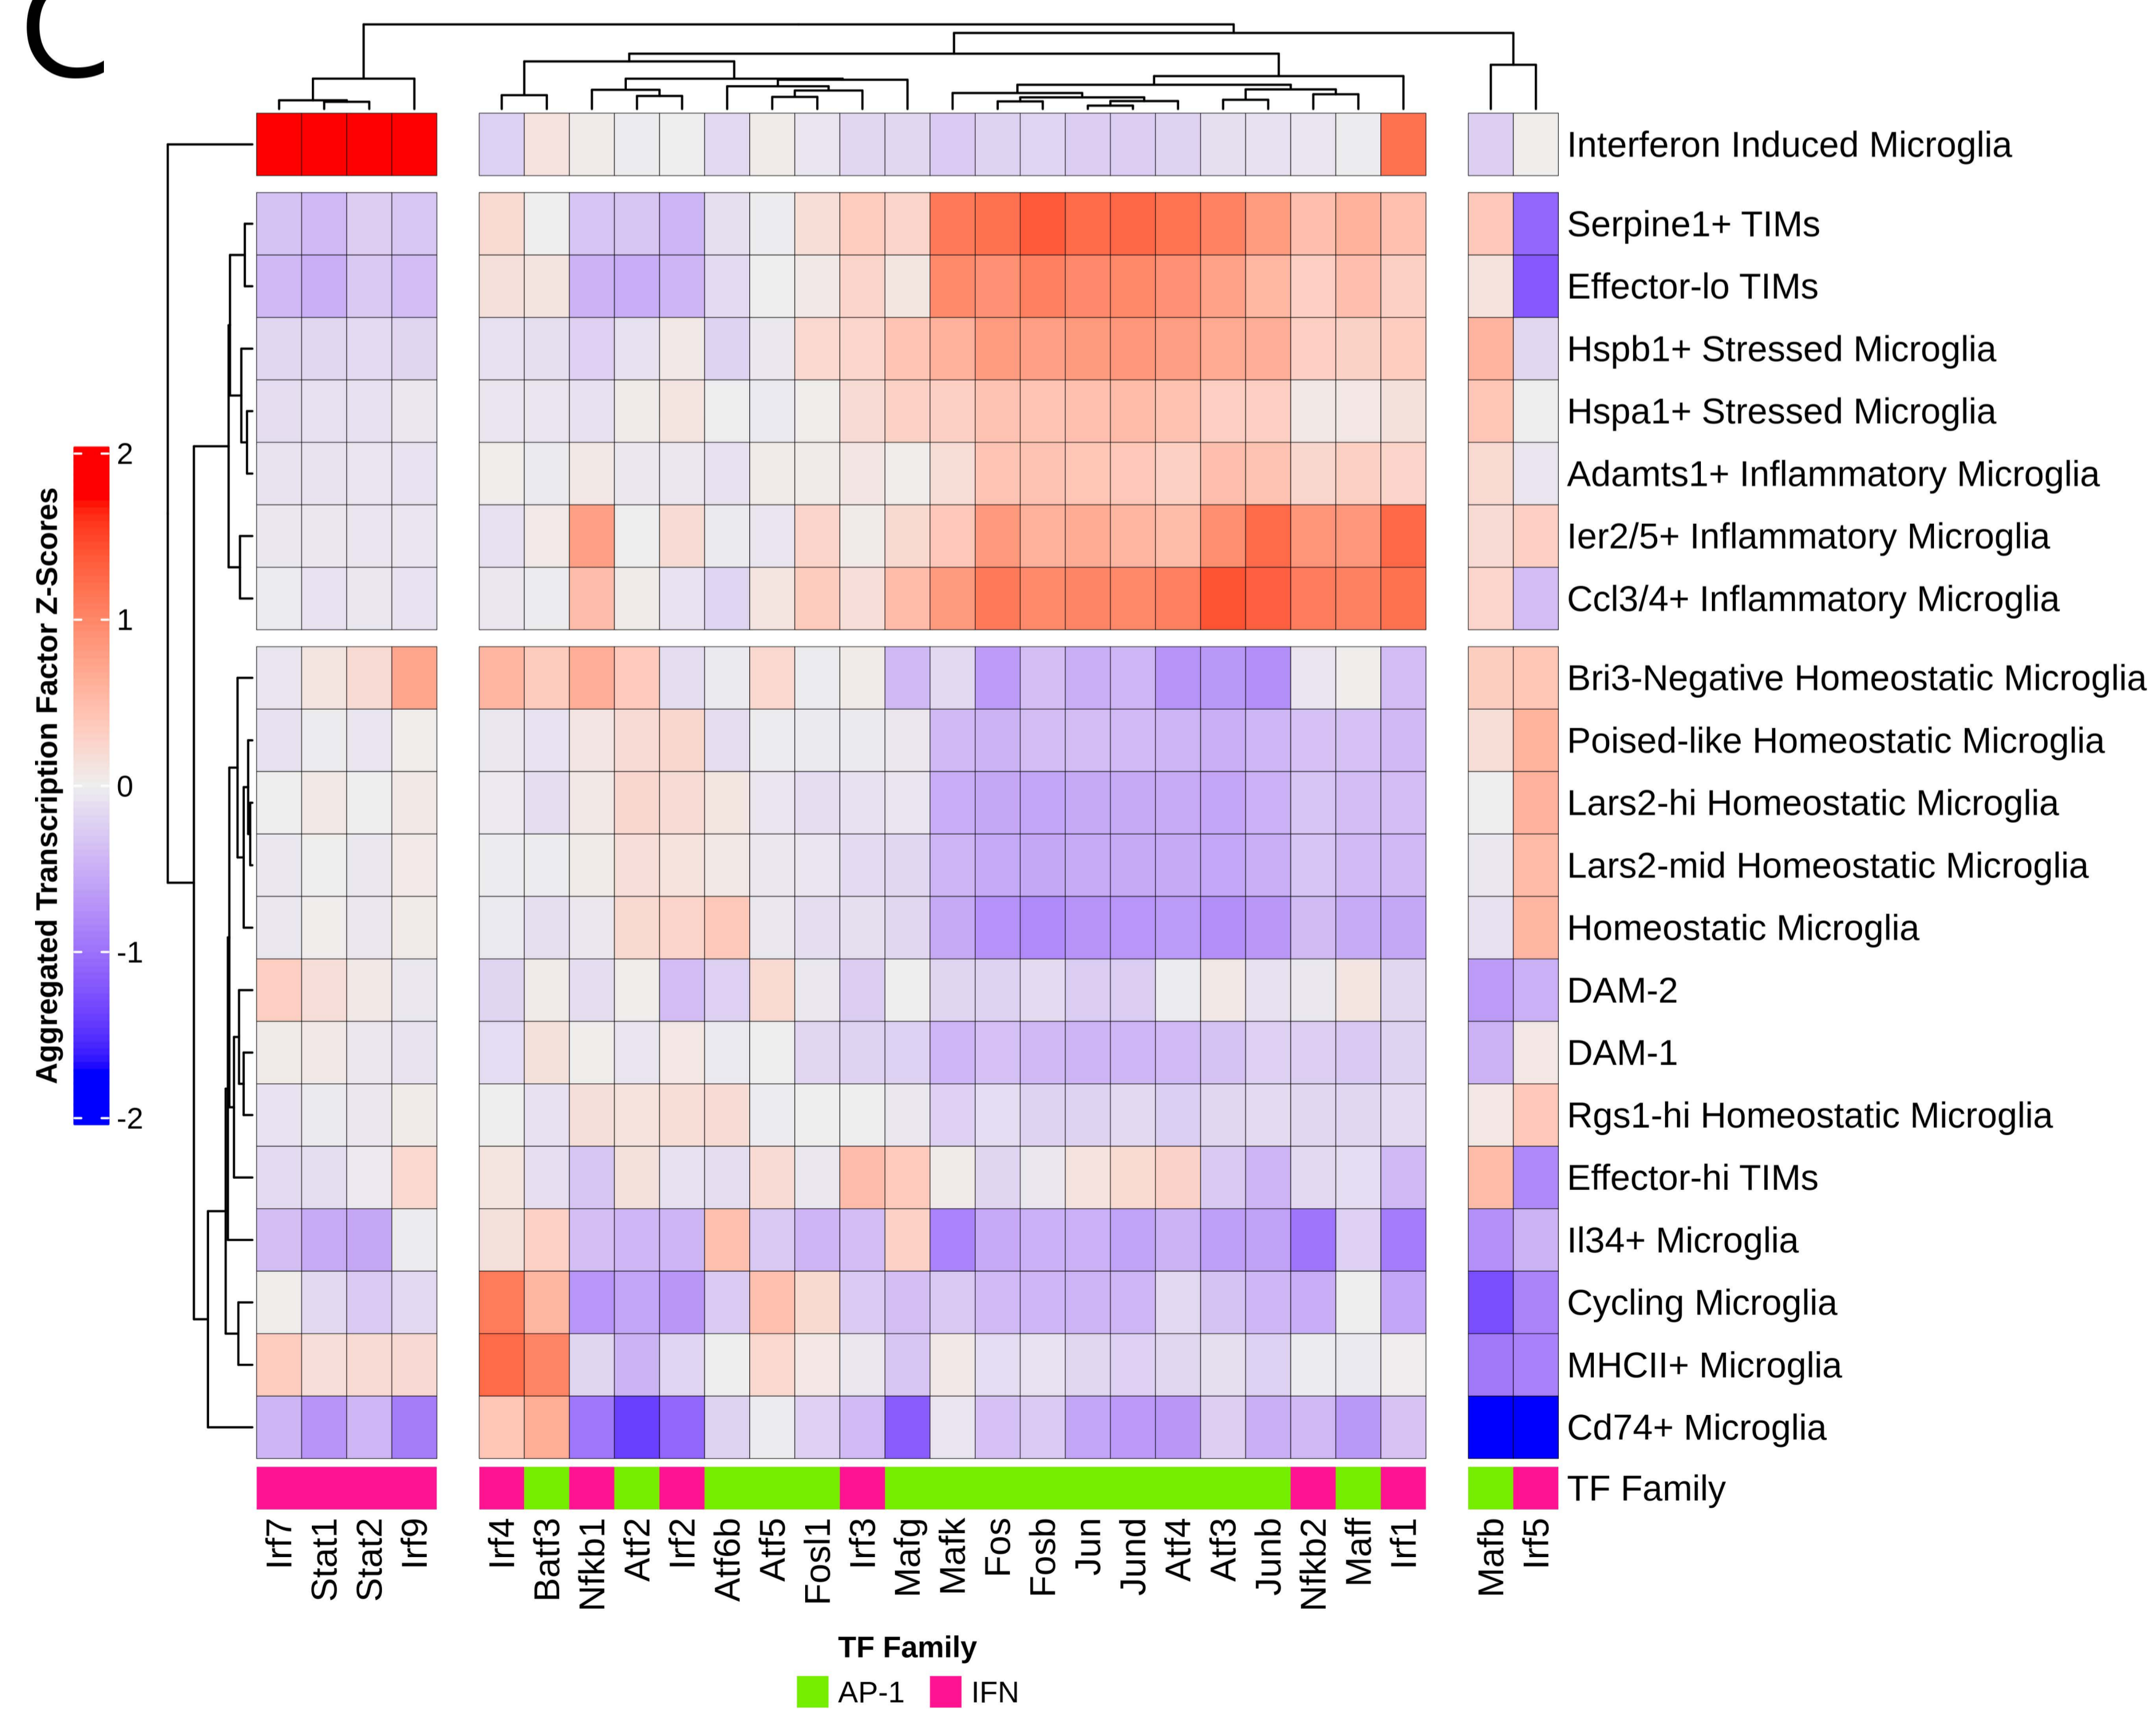 C
Interferon Induced Microglia
Serpine1+ TIMs
Effector-lo TIMs
Hspb1+ Stressed Microglia
Hspa1+ Stressed Microglia
Adamts1+ Inflammatory Microglia
Ier2/5+ Inflammatory Microglia
Ccl3/4+ Inflammatory Microglia
Bri3-Negative Homeostatic Microglia
Poised-like Homeostatic Microglia
Lars2-hi Homeostatic Microglia
Lars2-mid Homeostatic Microglia
Homeostatic Microglia
DAM-2
DAM-1
Rgs1-hi Homeostatic Microglia
Effector-hi TIMs
Il34+ Microglia
Cycling Microglia
MHCII+ Microglia
Cd74+ Microglia
TF Family
Aggregated Transcription Factor Z-Scores
2
1
0
-1
-2
Irf7
Stat1
Stat2
Irf9
Irf4
Batf3
Nfkb1
Atf2
Irf2
Atf6b
Atf5
Fosl1
Irf3
Mafg
Mafk
Fos
Fosb
Jun
Jund
Atf4
Atf3
Junb
Nfkb2
Maff
Irf1
Mafb
Irf5
TF Family
AP-1
IFN